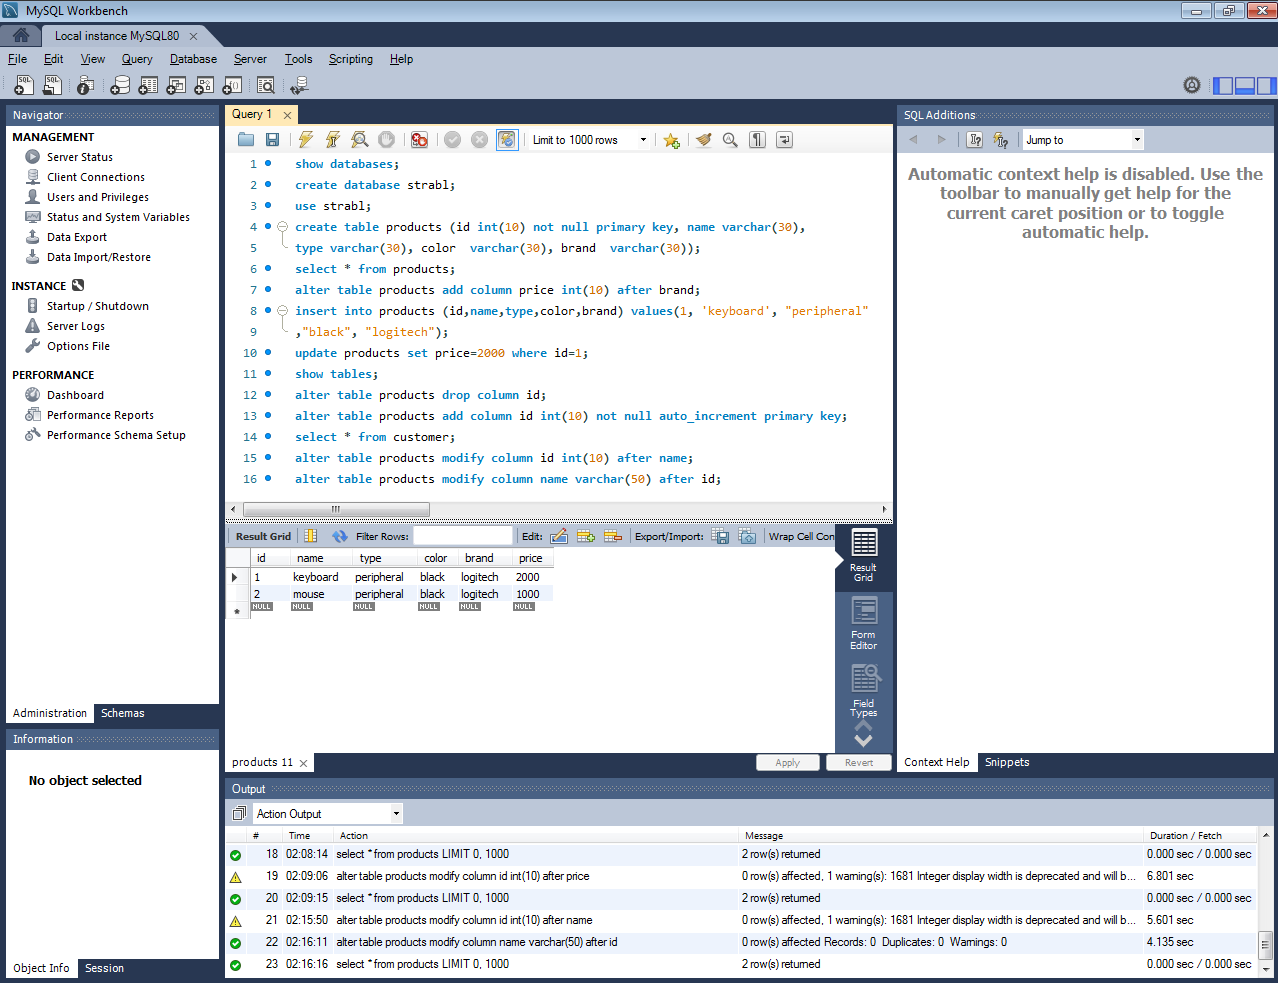 MySQL Workbench
Local instance MySQL80
File Edit View Query Database Server Tools Scripting Help
Navigator
MANAGEMENT
Server Status
Client Connections
Users and Privileges
Status and System Variables
Data Export
Data Import/Restore
INSTANCE
Startup / Shutdown
Server Logs
Options File
PERFORMANCE
Dashboard
Performance Reports
Performance Schema Setup
Administration Schemas
Information
No object selected
Object Info Session
Query 1
Limit to 1000 rows
1 show databases;
2 create database strabl;
3 use strabl;
4 create table products (id int(10) not null primary key, name varchar(30),
5 type varchar(30), color  varchar(30), brand  varchar(30));
6 select * from products;
7 alter table products add column price int(10) after brand;
8 insert into products (id,name,type,color,brand) values(1, 'keyboard', "peripheral"
9 ,"black", "logitech");
10 update products set price=2000 where id=1;
11 show tables;
12 alter table products drop column id;
13 alter table products add column id int(10) not null auto_increment primary key;
14 select * from customer;
15 alter table products modify column id int(10) after name;
16 alter table products modify column name varchar(50) after id;
Result Grid Filter Rows: Edit: Export/Import: Wrap Cell Con
id name type color brand price
1 keyboard peripheral black logitech 2000
2 mouse peripheral black logitech 1000
NULL NULL NULL NULL NULL NULL
Result
Grid
Form
Editor
Field
Types
products 11
Apply Revert
SQL Additions
Jump to
Automatic context help is disabled. Use the
toolbar to manually get help for the
current caret position or to toggle
automatic help.
Context Help Snippets
Output
Action Output
# Time Action Message Duration / Fetch
18 02:08:14 select * from products LIMIT 0, 1000 2 row(s) returned 0.000 sec / 0.000 sec
19 02:09:06 alter table products modify column id int(10) after price 0 row(s) affected, 1 warning(s): 1681 Integer display width is deprecated and will b... 6.801 sec
20 02:09:15 select * from products LIMIT 0, 1000 2 row(s) returned 0.000 sec / 0.000 sec
21 02:15:50 alter table products modify column id int(10) after name 0 row(s) affected, 1 warning(s): 1681 Integer display width is deprecated and will b... 5.601 sec
22 02:16:11 alter table products modify column name varchar(50) after id 0 row(s) affected Records: 0  Duplicates: 0  Warnings: 0 4.135 sec
23 02:16:16 select * from products LIMIT 0, 1000 2 row(s) returned 0.000 sec / 0.000 sec